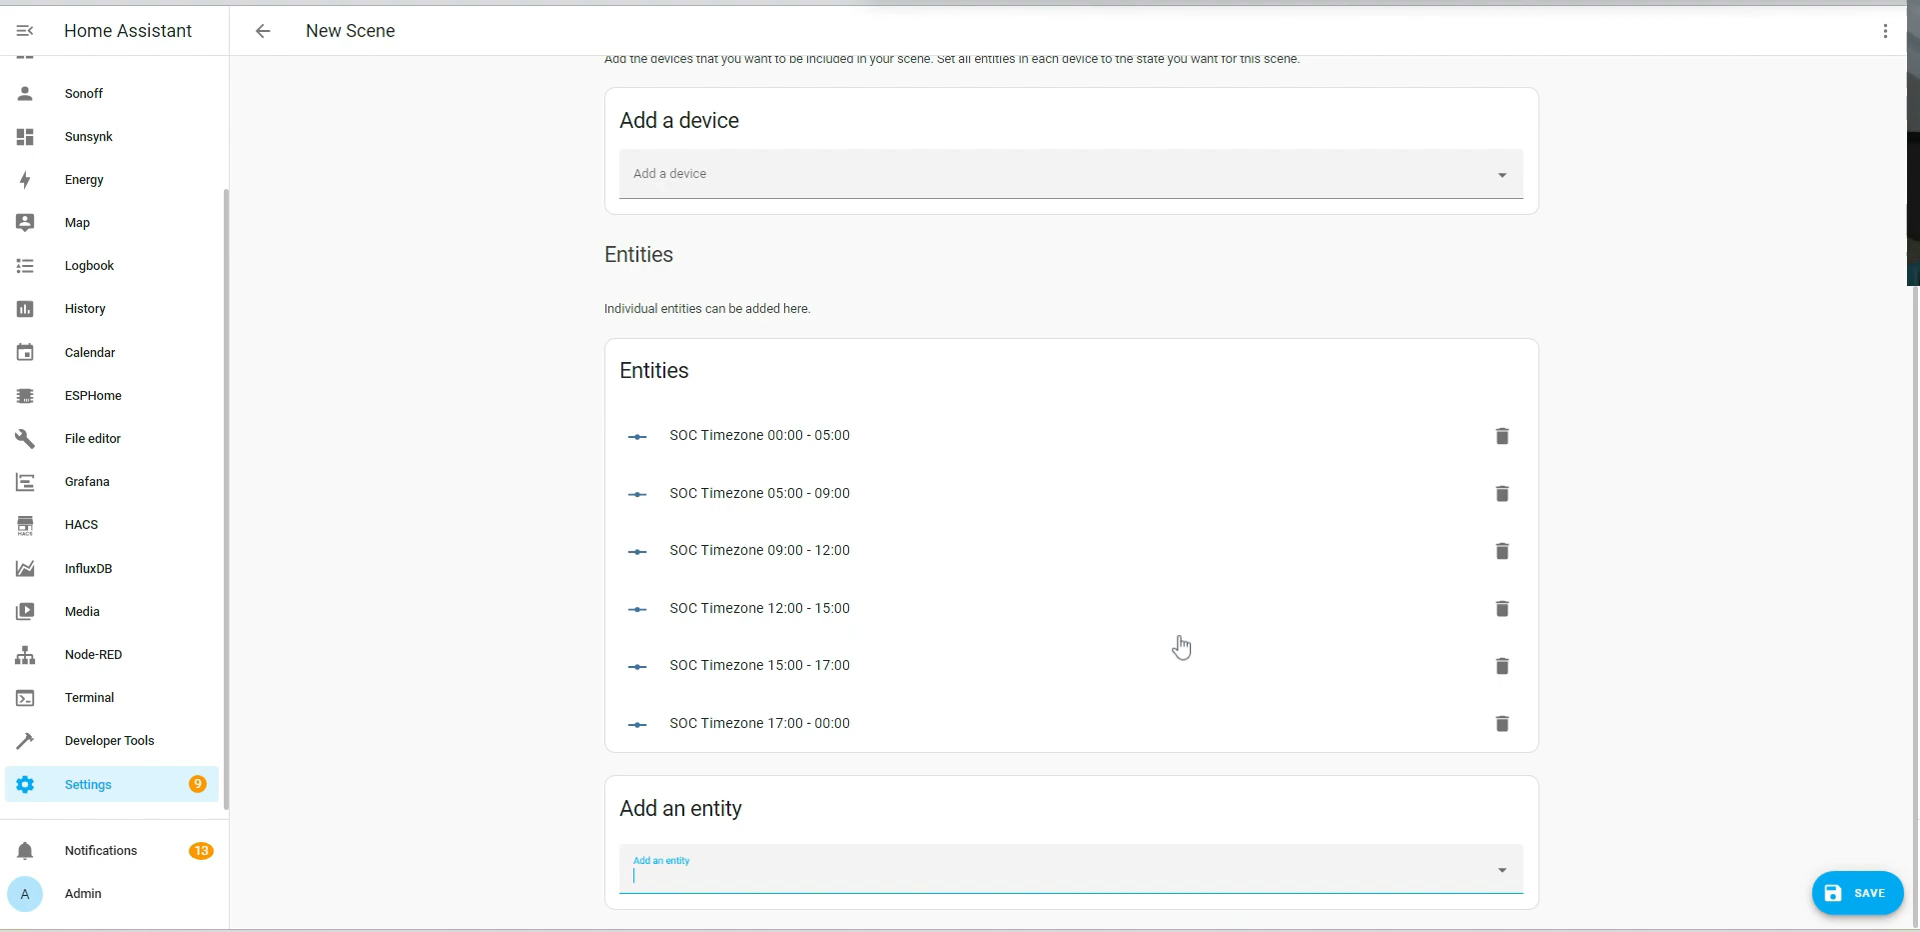 Home Assistant
New Scene
Add the devices that you want to be included in your scene. Set all entities in each device to the state you want for this scene.
Sonoff
Sunsynk
Energy
Map
Logbook
History
Calendar
ESPHome
File editor
Grafana
HACS
HACS
InfluxDB
Media
Node-RED
Terminal
Developer Tools
Settings 9
Notifications 13
A Admin
Add a device
Add a device
Entities
Individual entities can be added here.
Entities
SOC Timezone 00:00 - 05:00
SOC Timezone 05:00 - 09:00
SOC Timezone 09:00 - 12:00
SOC Timezone 12:00 - 15:00
SOC Timezone 15:00 - 17:00
SOC Timezone 17:00 - 00:00
Add an entity
Add an entity
SAVE